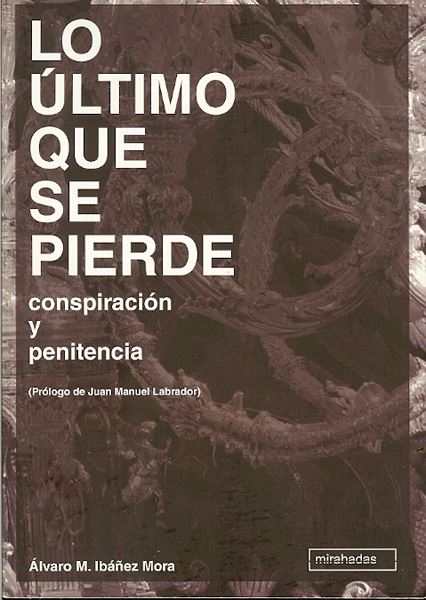 LO
ÚLTIMO
QUE
SE
PIERDE
conspiración
y
penitencia
(Prólogo de Juan Manuel Labrador)
Álvaro M. Ibáñez Mora
mirahadas